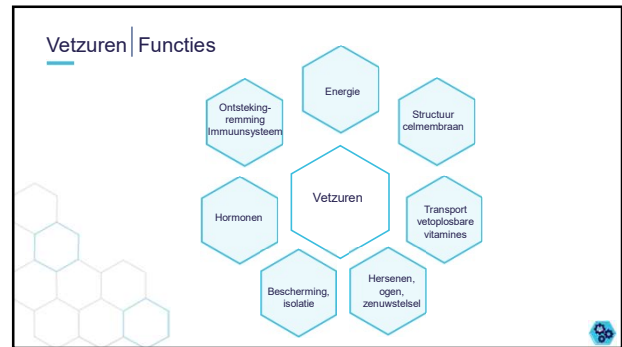 Vetzuren Functies
Energie
Structuur
celmembraan
Transport
vetoplosbare
vitamines
Hersenen,
ogen,
zenuwstelsel
Bescherming,
isolatie
Hormonen
Ontsteking-
remming
Immuunsysteem
Vetzuren